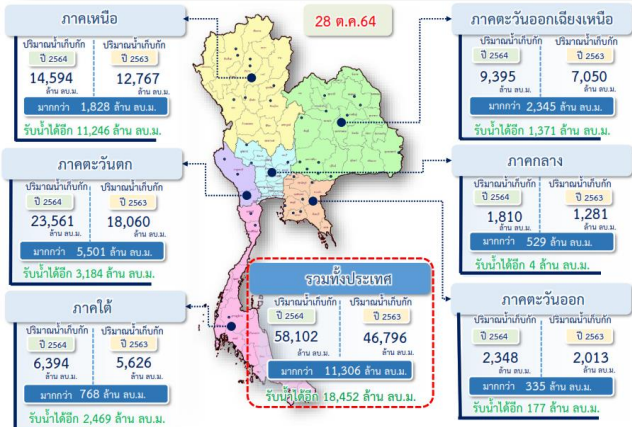 28 ต.ค.64
ภาคเหนือ
ปริมาณน้ำเก็บกัก ปริมาณน้ำเก็บกัก
ปี 2564 ปี 2563
14,594 12,767
ล้าน ลบ.ม. ล้าน ลบ.ม.
มากกว่า 1,828 ล้าน ลบ.ม.
รับน้ำได้อีก 11,246 ล้าน ลบ.ม.
ภาคตะวันออกเฉียงเหนือ
ปริมาณน้ำเก็บกัก ปริมาณน้ำเก็บกัก
ปี 2564 ปี 2563
9,395 7,050
ล้าน ลบ.ม. ล้าน ลบ.ม.
มากกว่า 2,345 ล้าน ลบ.ม.
รับน้ำได้อีก 1,371 ล้าน ลบ.ม.
ภาคตะวันตก
ปริมาณน้ำเก็บกัก ปริมาณน้ำเก็บกัก
ปี 2564 ปี 2563
23,561 18,060
ล้าน ลบ.ม. ล้าน ลบ.ม.
มากกว่า 5,501 ล้าน ลบ.ม.
รับน้ำได้อีก 3,184 ล้าน ลบ.ม.
ภาคกลาง
ปริมาณน้ำเก็บกัก ปริมาณน้ำเก็บกัก
ปี 2564 ปี 2563
1,810 1,281
ล้าน ลบ.ม. ล้าน ลบ.ม.
มากกว่า 529 ล้าน ลบ.ม.
รับน้ำได้อีก 4 ล้าน ลบ.ม.
ภาคใต้
ปริมาณน้ำเก็บกัก ปริมาณน้ำเก็บกัก
ปี 2564 ปี 2563
6,394 5,626
ล้าน ลบ.ม. ล้าน ลบ.ม.
มากกว่า 768 ล้าน ลบ.ม.
รับน้ำได้อีก 2,469 ล้าน ลบ.ม.
รวมทั้งประเทศ
ปริมาณน้ำเก็บกัก ปริมาณน้ำเก็บกัก
ปี 2564 ปี 2563
58,102 46,796
ล้าน ลบ.ม. ล้าน ลบ.ม.
มากกว่า 11,306 ล้าน ลบ.ม.
รับน้ำได้อีก 18,452 ล้าน ลบ.ม.
ภาคตะวันออก
ปริมาณน้ำเก็บกัก ปริมาณน้ำเก็บกัก
ปี 2564 ปี 2563
2,348 2,013
ล้าน ลบ.ม. ล้าน ลบ.ม.
มากกว่า 335 ล้าน ลบ.ม.
รับน้ำได้อีก 177 ล้าน ลบ.ม.